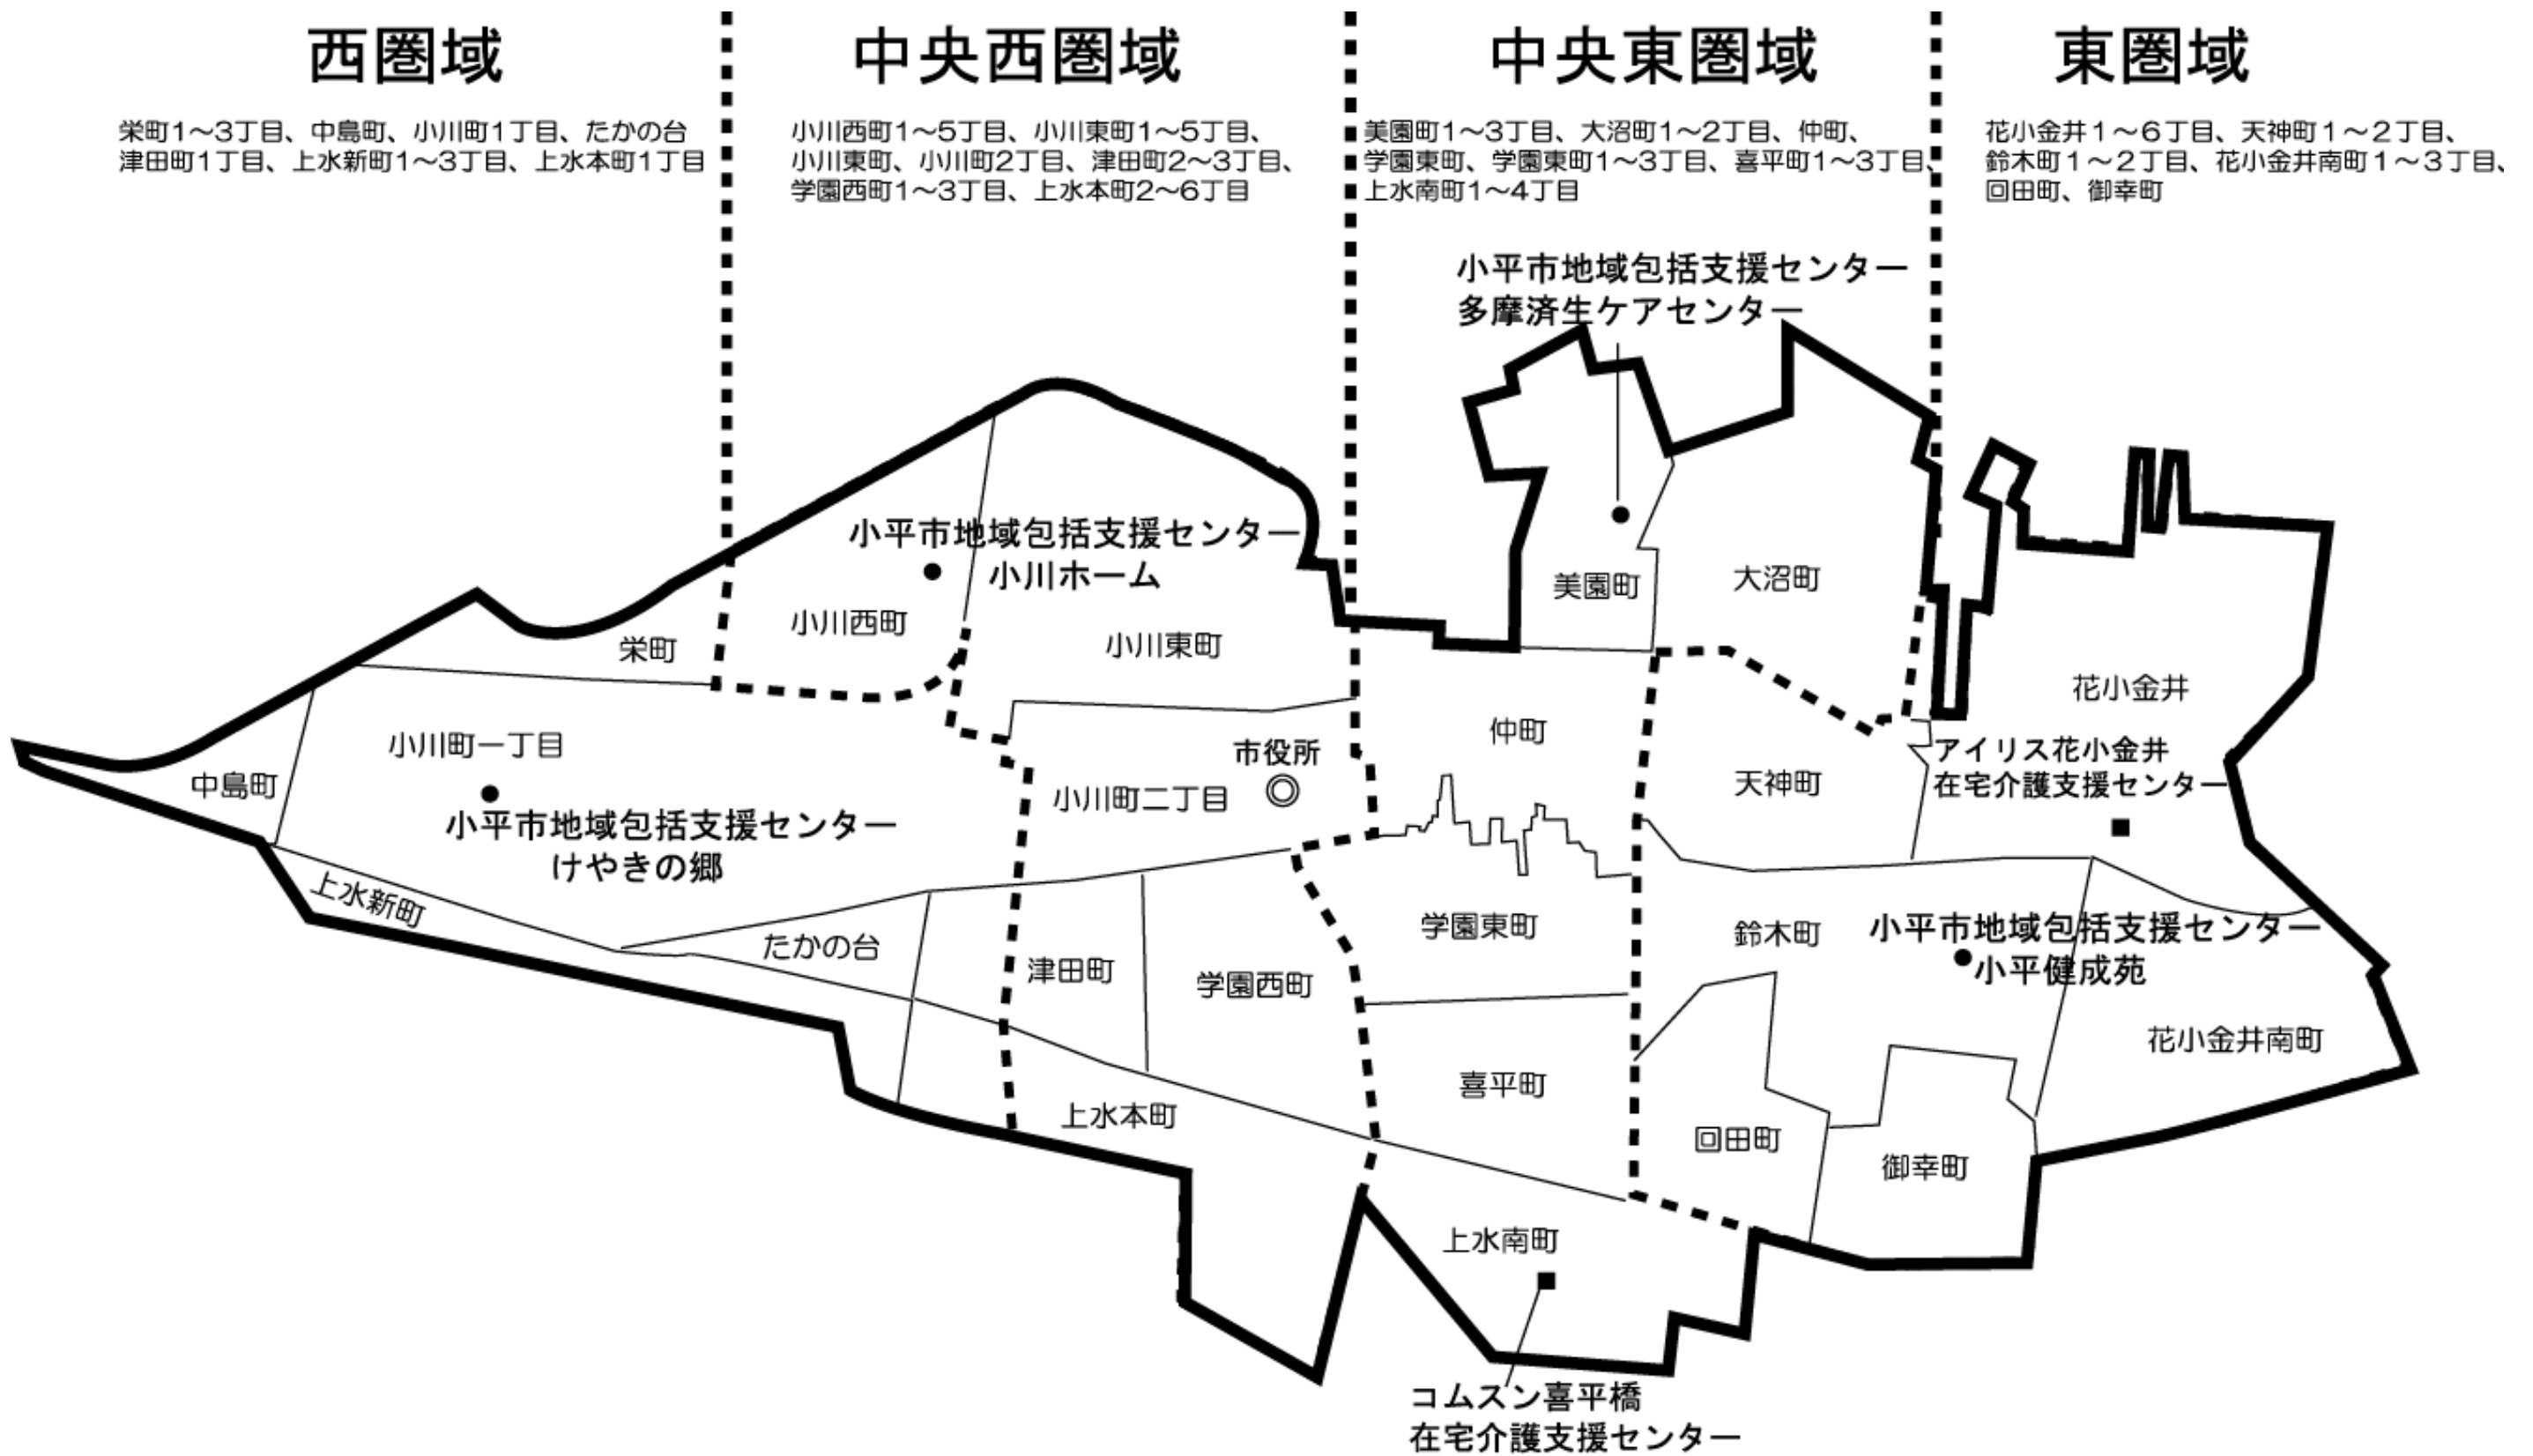 西圏域
栄町1～3丁目、中島町、小川町1丁目、たかの台
津田町1丁目、上水新町1～3丁目、上水本町1丁目
中央西圏域
小川西町1～5丁目、小川東町1～5丁目、
小川東町、小川町2丁目、津田町2～3丁目、
学園西町1～3丁目、上水本町2～6丁目
中央東圏域
美園町1～3丁目、大沼町1～2丁目、仲町、
学園東町、学園東町1～3丁目、喜平町1～3丁目、
上水南町1～4丁目
東圏域
花小金井１～６丁目、天神町１～２丁目、
鈴木町１～２丁目、花小金井南町１～３丁目、
回田町、御幸町
小平市地域包括支援センター
多摩済生ケアセンター
小平市地域包括支援センター
小川ホーム
美園町
大沼町
小川西町
栄町
小川東町
花小金井
仲町
小川町一丁目
市役所
アイリス花小金井
在宅介護支援センター
中島町
小川町二丁目
天神町
小平市地域包括支援センター
けやきの郷
上水新町
たかの台
学園東町
鈴木町
小平市地域包括支援センター
小平健成苑
津田町
学園西町
花小金井南町
喜平町
上水本町
回田町
御幸町
上水南町
コムスン喜平橋
在宅介護支援センター